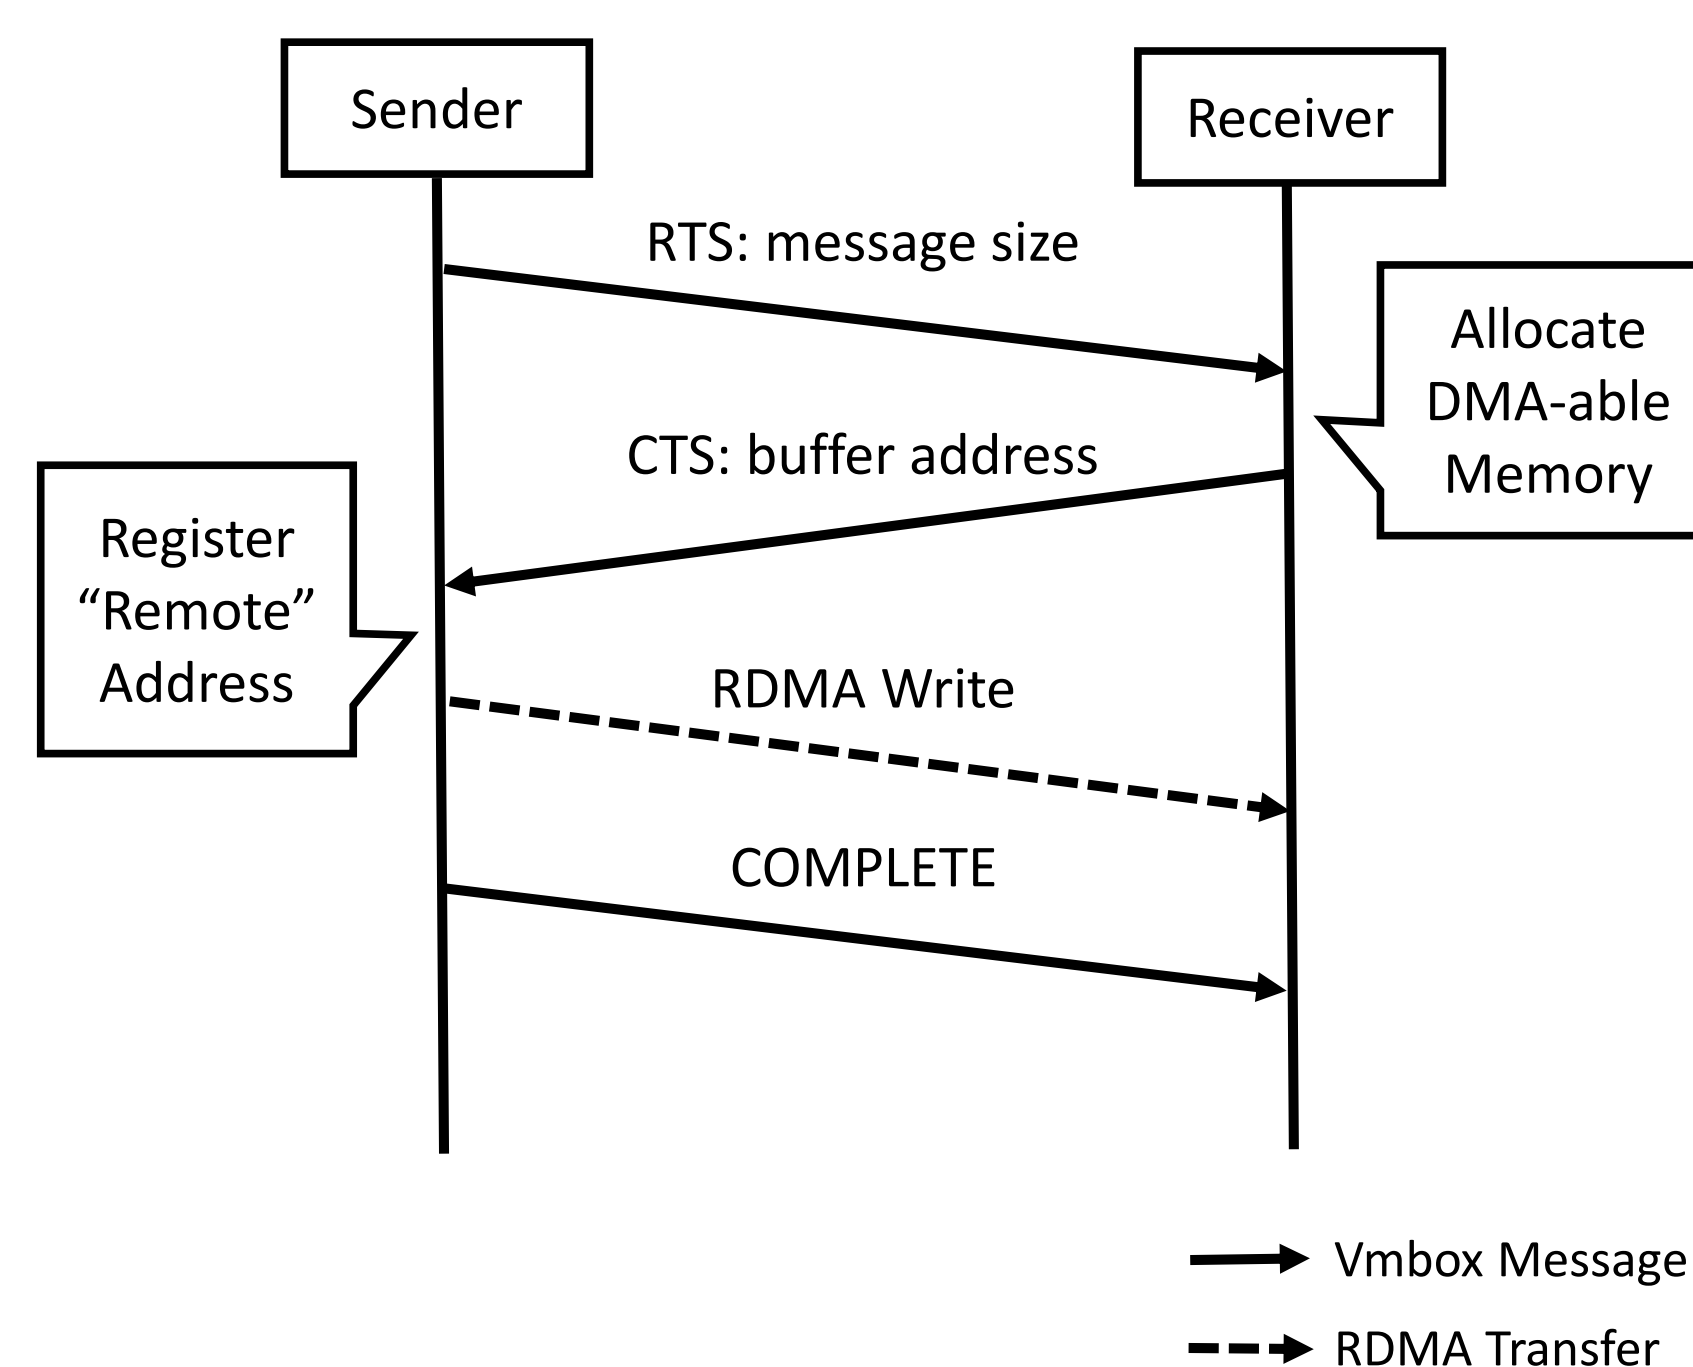 Sender
Receiver
RTS: message size
Allocate
DMA-able
Memory
CTS: buffer address
Register
“Remote”
Address
RDMA Write
COMPLETE
Vmbox Message
RDMA Transfer